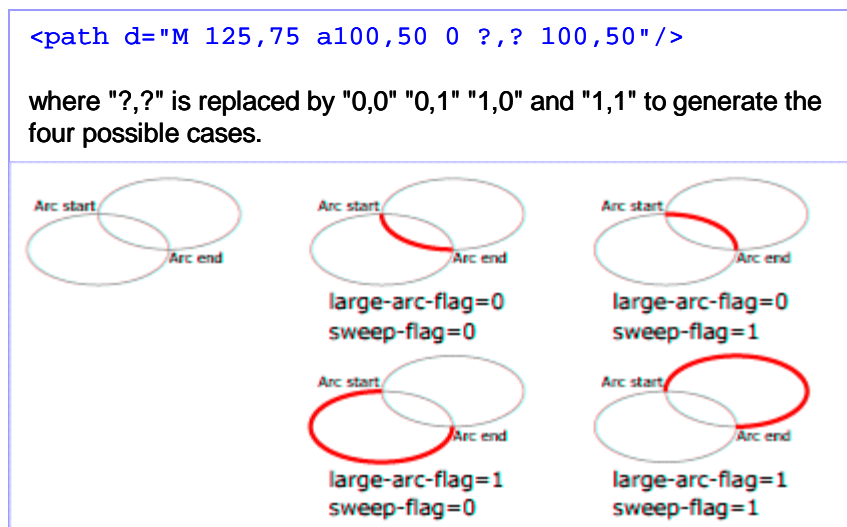 <path d="M 125,75 a100,50 0 ?,? 100,50"/>
where "?,?" is replaced by "0,0" "0,1" "1,0" and "1,1" to generate the
four possible cases.
Arc start
Arc end
Arc start
Arc end
large-arc-flag=0
sweep-flag=0
Arc start
Arc end
large-arc-flag=0
sweep-flag=1
Arc start
Arc end
large-arc-flag=1
sweep-flag=0
Arc start
Arc end
large-arc-flag=1
sweep-flag=1